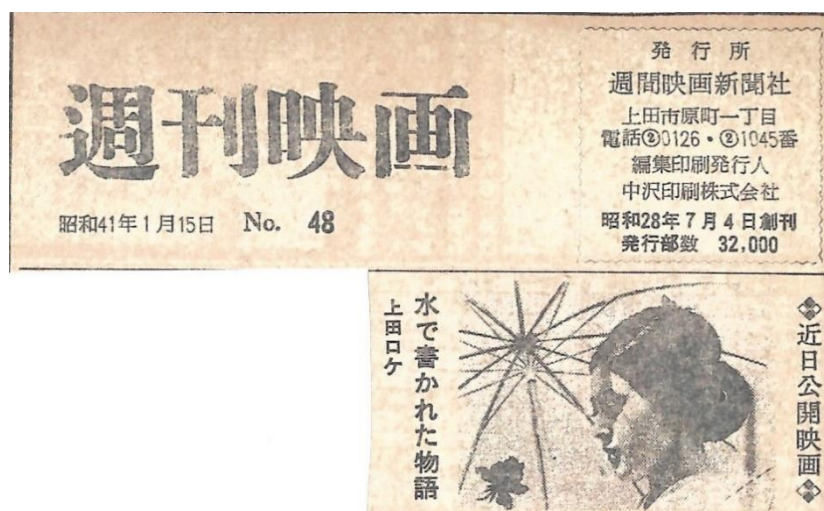 週刊映画
昭和41年1月15日 No. 48
発行所
週間映画新聞社
上田市原町一丁目
電話②0126・②1045番
編集印刷発行人
中沢印刷株式会社
昭和28年7月4日創刊
発行部数 32,000
◆近日公開映画◆
水で書かれた物語
上田ロケ